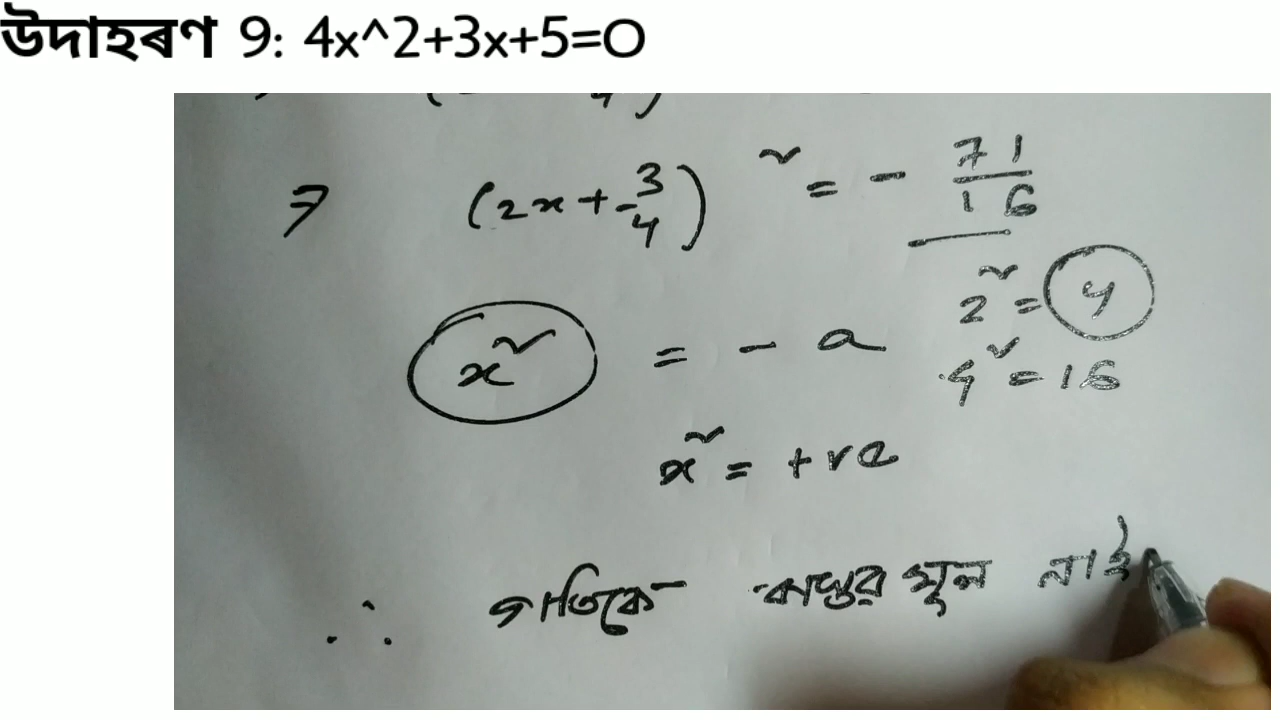 উদাহৰণ 9: 4x^2+3x+5=0
⇒ (2x + 3/4)² = - 71/16
2² = 4
x² = - a
4² = 16
x² = +ve
∴ বাস্তৱ মূল নাই